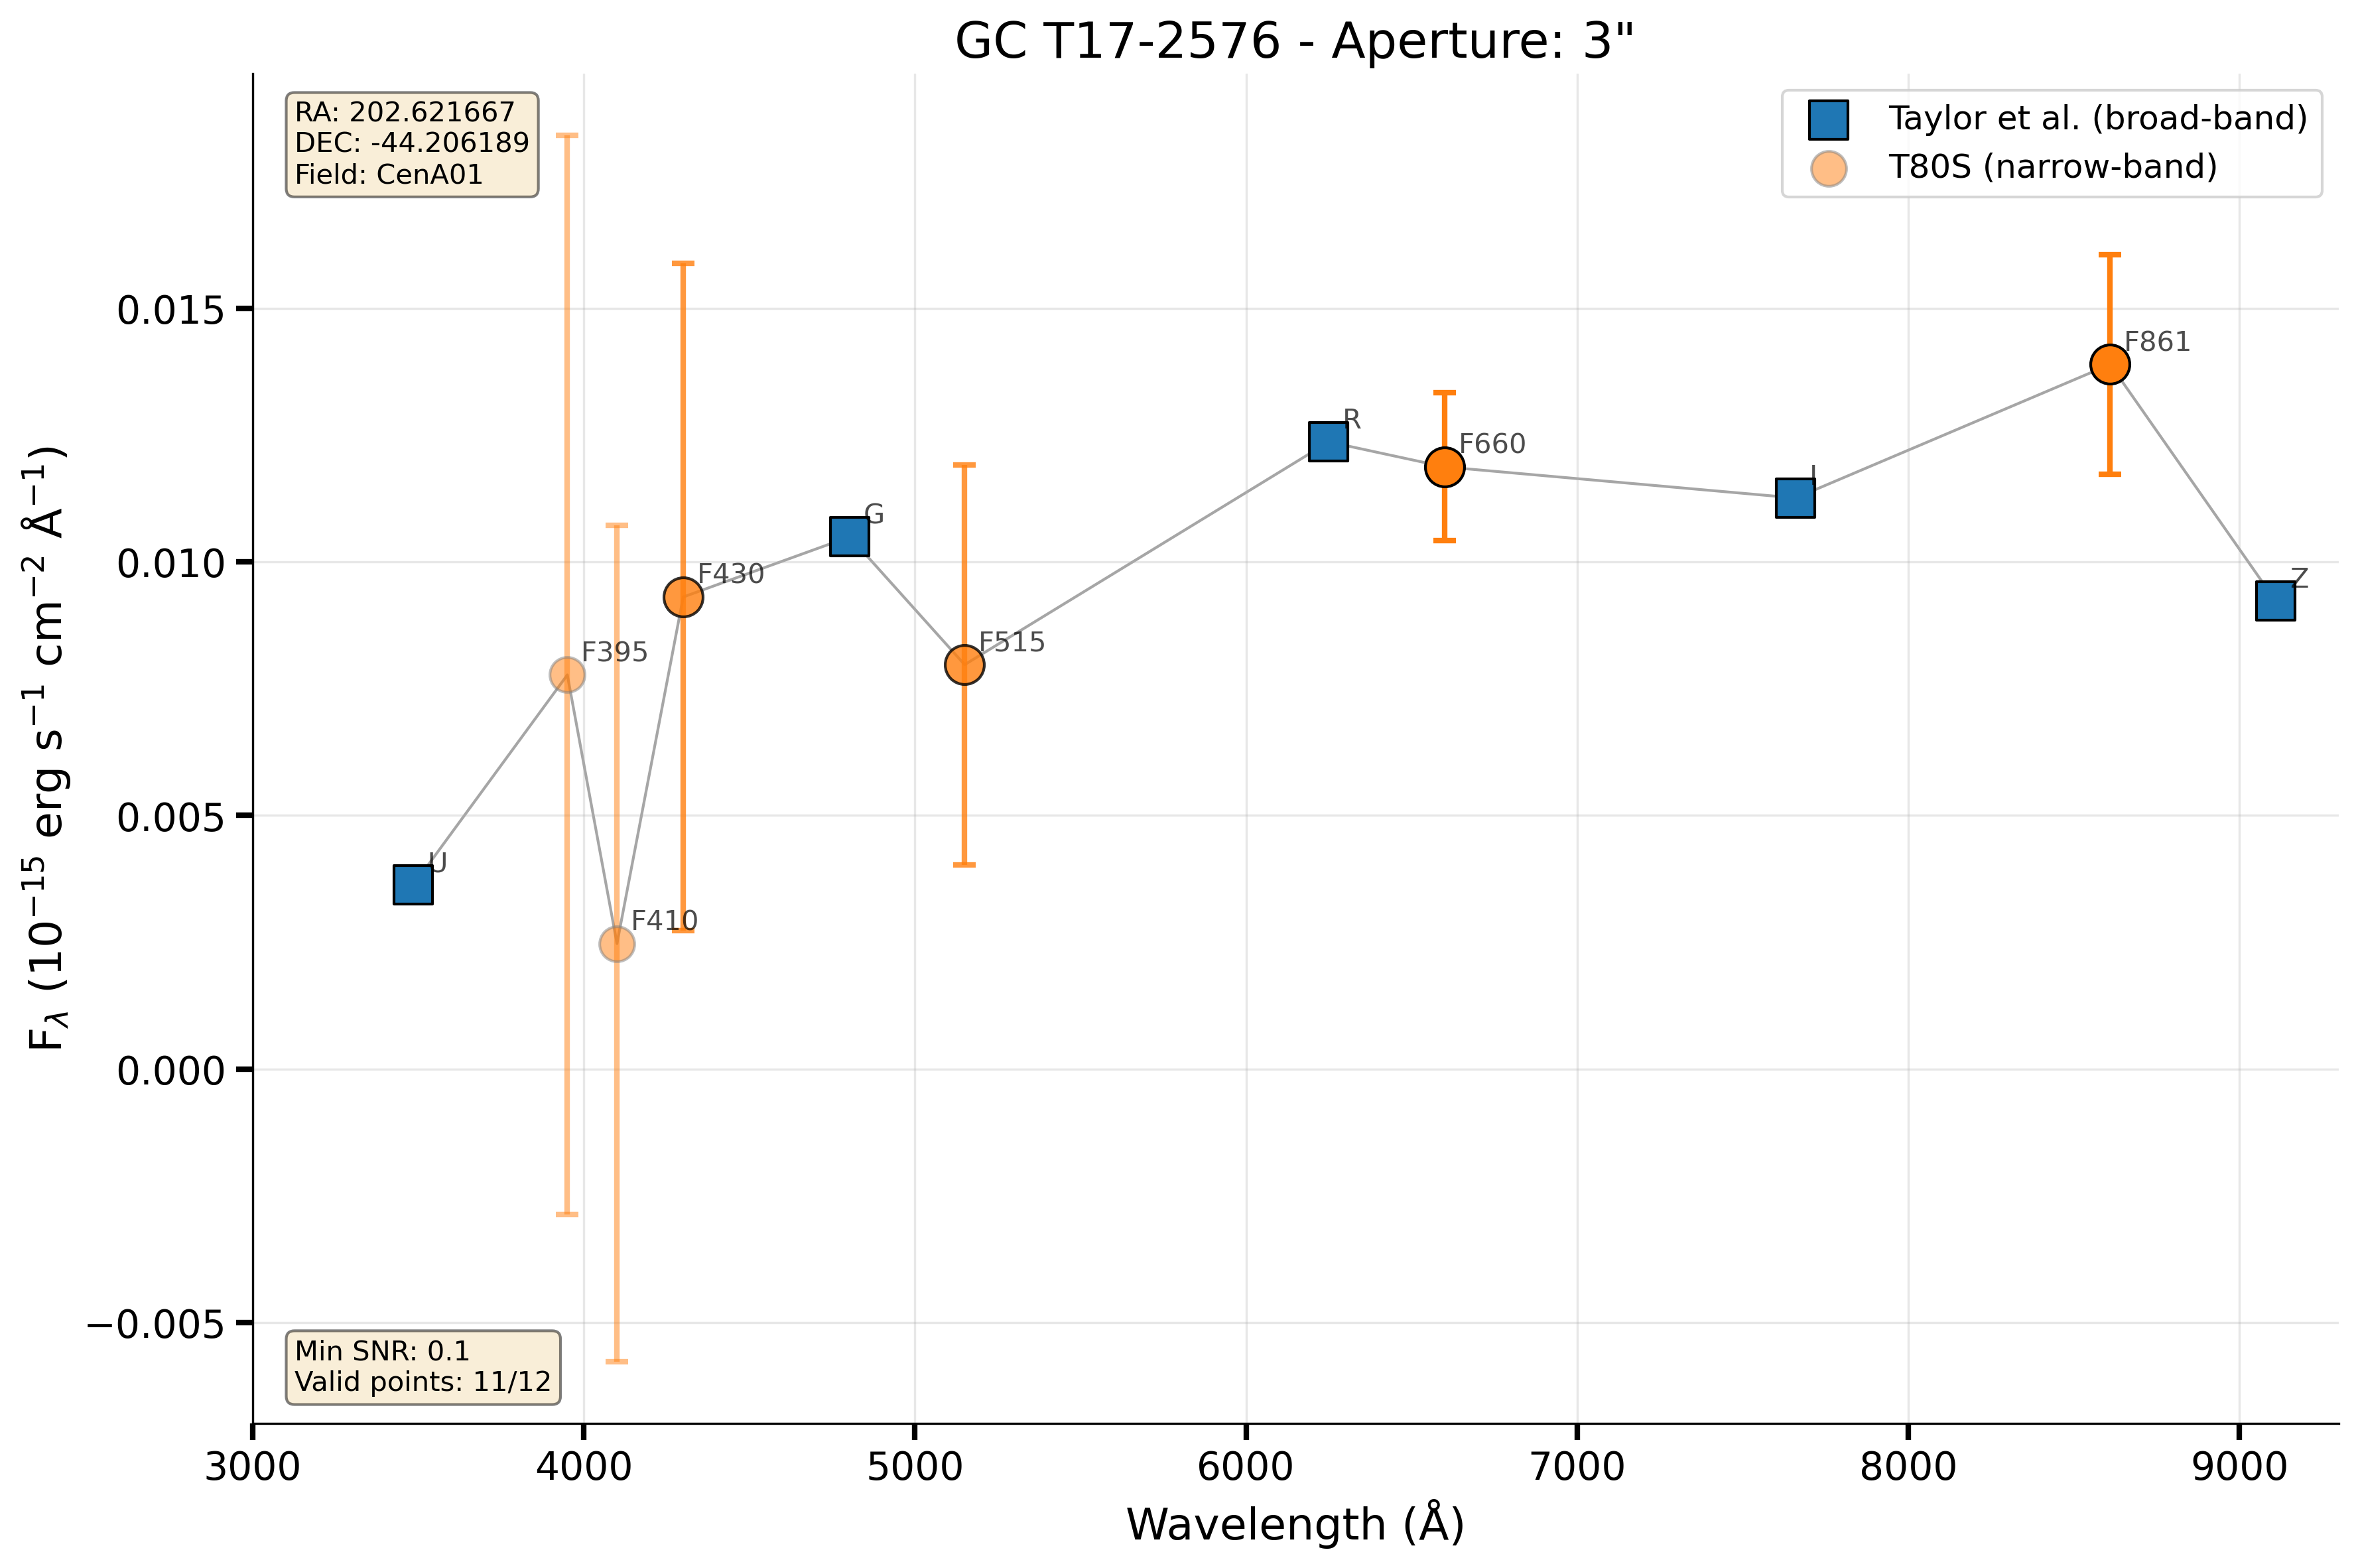 GC T17-2576 - Aperture: 3"
RA: 202.621667
DEC: -44.206189
Field: CenA01
Taylor et al. (broad-band)
T80S (narrow-band)
F861
R
F660
I
G
Z
F430
F395
F515
U
F410
0.015
0.010
0.005
0.000
−0.005
F_λ (10⁻¹⁵ erg s⁻¹ cm⁻² Å⁻¹)
Min SNR: 0.1
Valid points: 11/12
3000 4000 5000 6000 7000 8000 9000
Wavelength (Å)